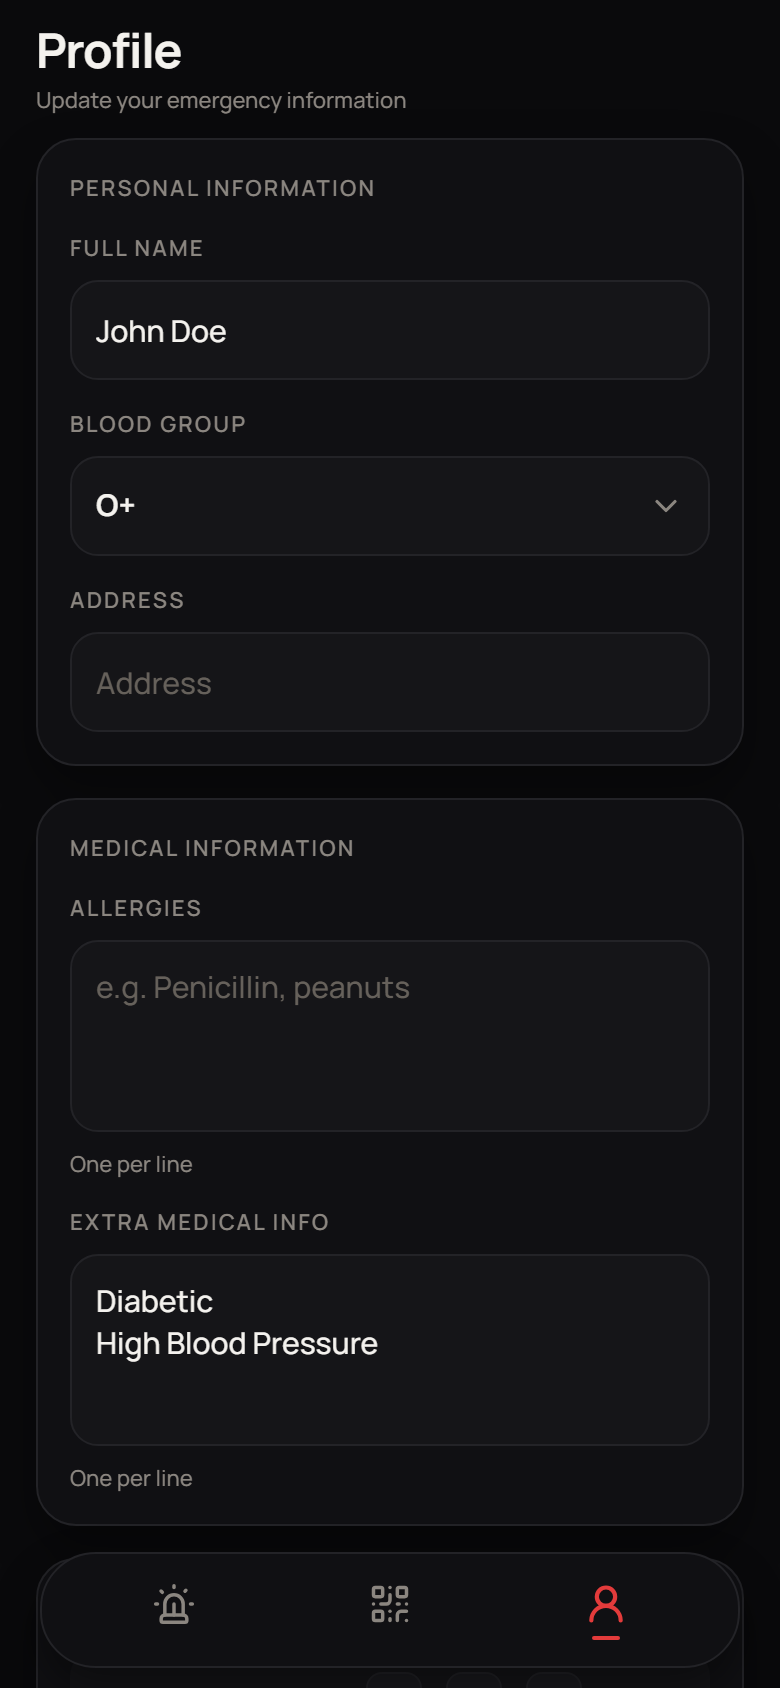 Profile
Update your emergency information
PERSONAL INFORMATION
FULL NAME
John Doe
BLOOD GROUP
O+
ADDRESS
Address
MEDICAL INFORMATION
ALLERGIES
e.g. Penicillin, peanuts
One per line
EXTRA MEDICAL INFO
Diabetic
High Blood Pressure
One per line